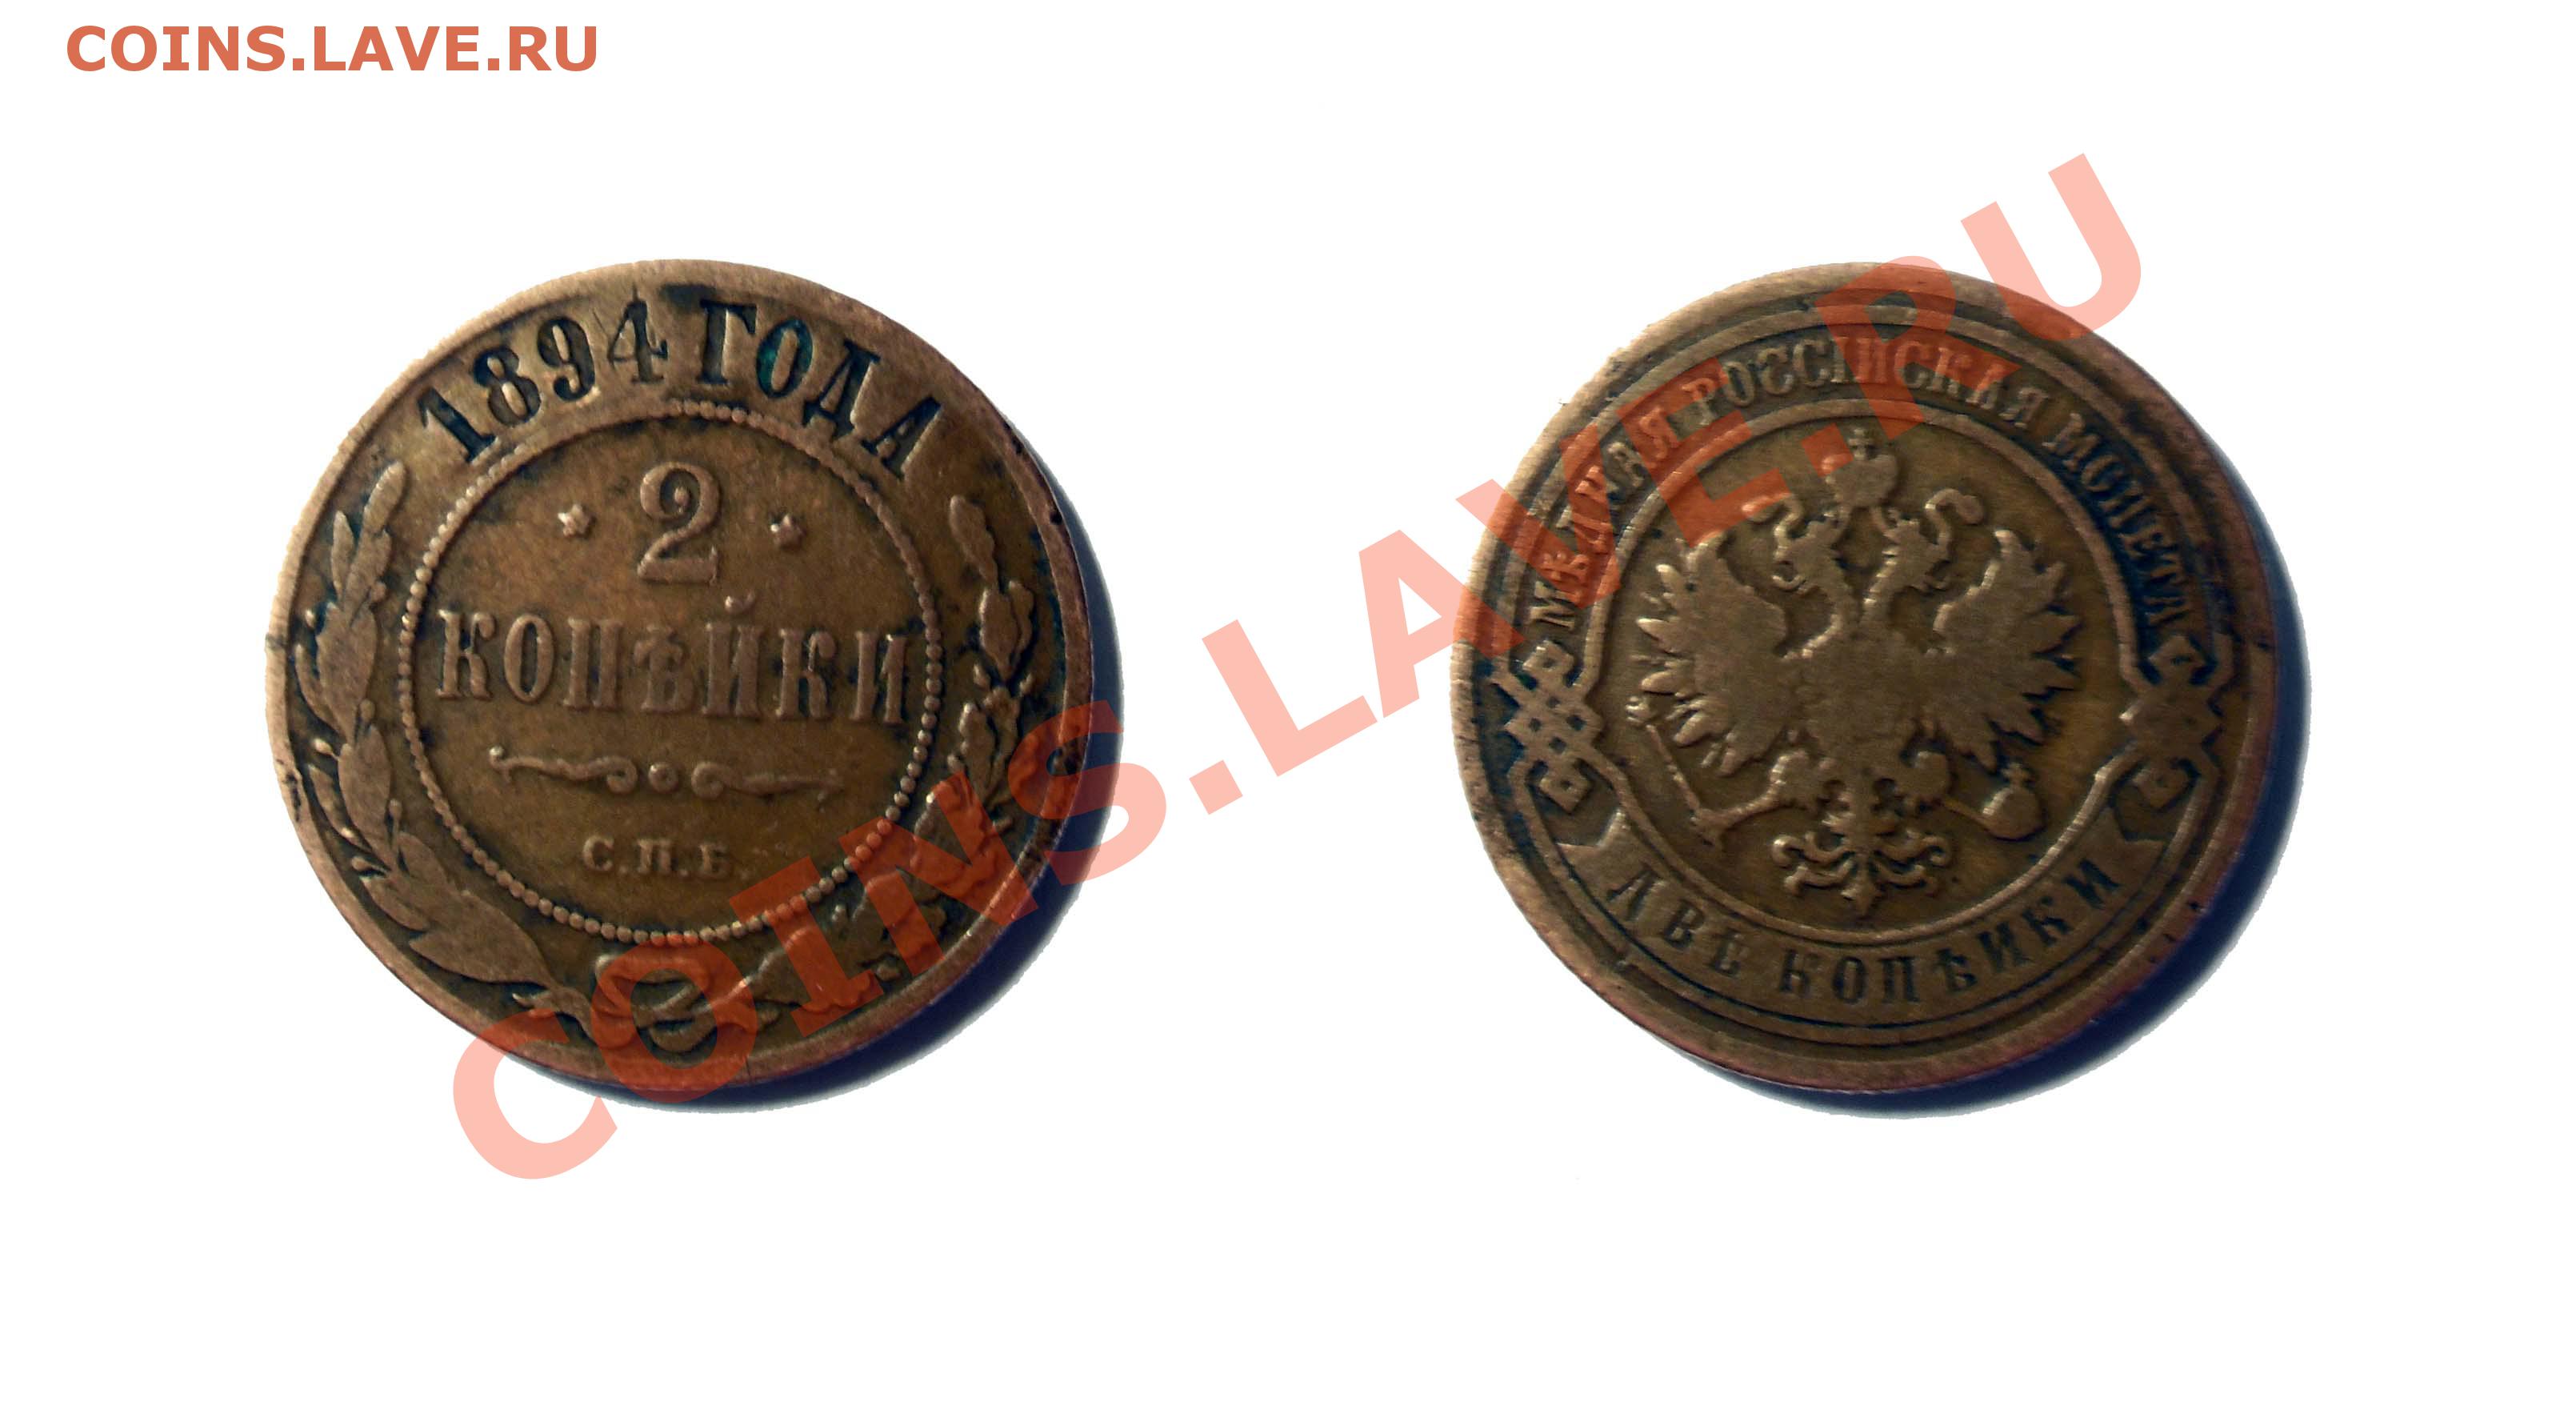 COINS.LAVE.RU
1894 ГОДА
2
КОПѢЙКИ
С.П.Б.
МѢДНАЯ РОССІЙСКАЯ МОНЕТА
ДВѢ КОПѢЙКИ
COINS.LAVE.RU